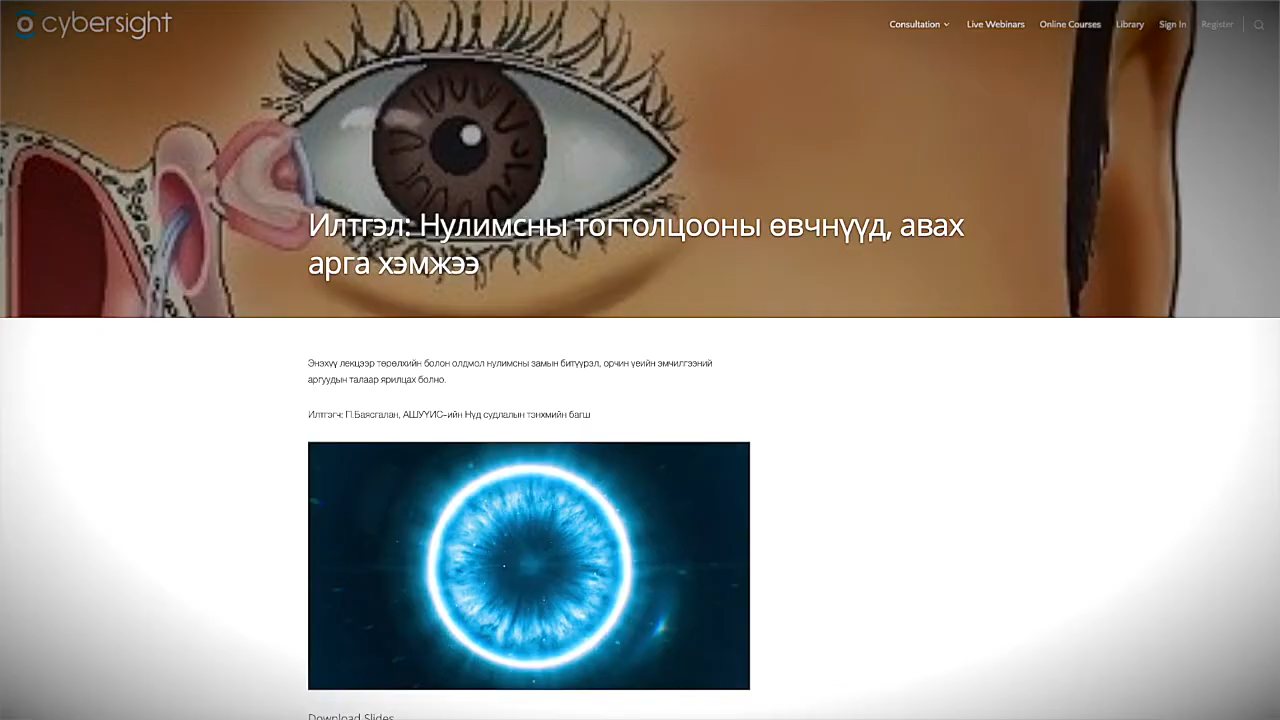 cybersight
Consultation
Live Webinars
Online Courses
Library
Sign In
Register
Илтгэл: Нулимсны тогтолцооны өвчнүүд, авах
арга хэмжээ
Энэхүү лекцээр төрөлхийн болон олдмол нулимсны замын битүүрэл, орчин үеийн эмчилгээний
аргуудын талаар ярилцах болно.
Илтгэгч: П.Баясгалан, АШУҮИС-ийн Нүд судлалын тэнхмийн багш
Download Slides